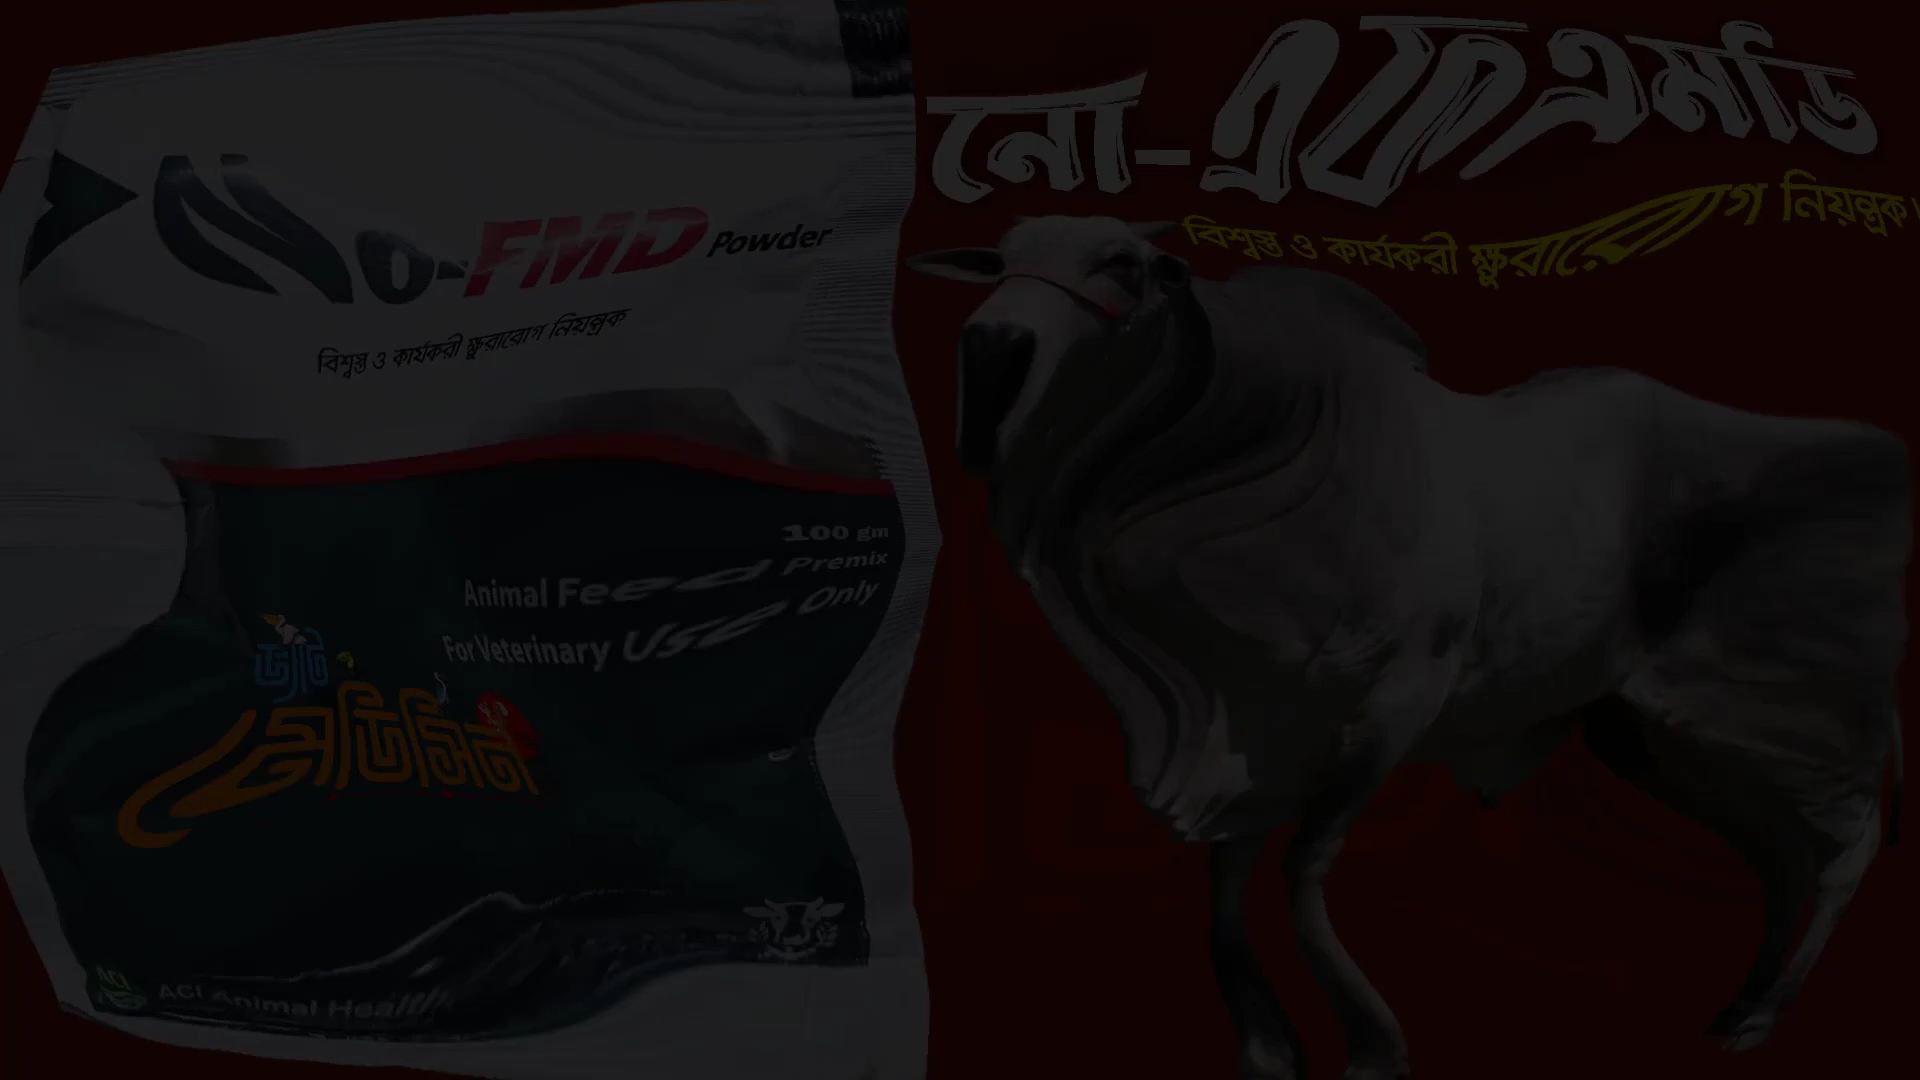 No-FMD Powder
বিশ্বস্ত ও কার্যকরী ক্ষুরারোগ নিয়ন্ত্রক
100 gm
Animal Feed Premix
For Veterinary Use Only
ভ্যাট
মেডিসিন
ACI
ACI Animal Health
নো-এফএমডি
বিশ্বস্ত ও কার্যকরী ক্ষুরারোগ নিয়ন্ত্রক